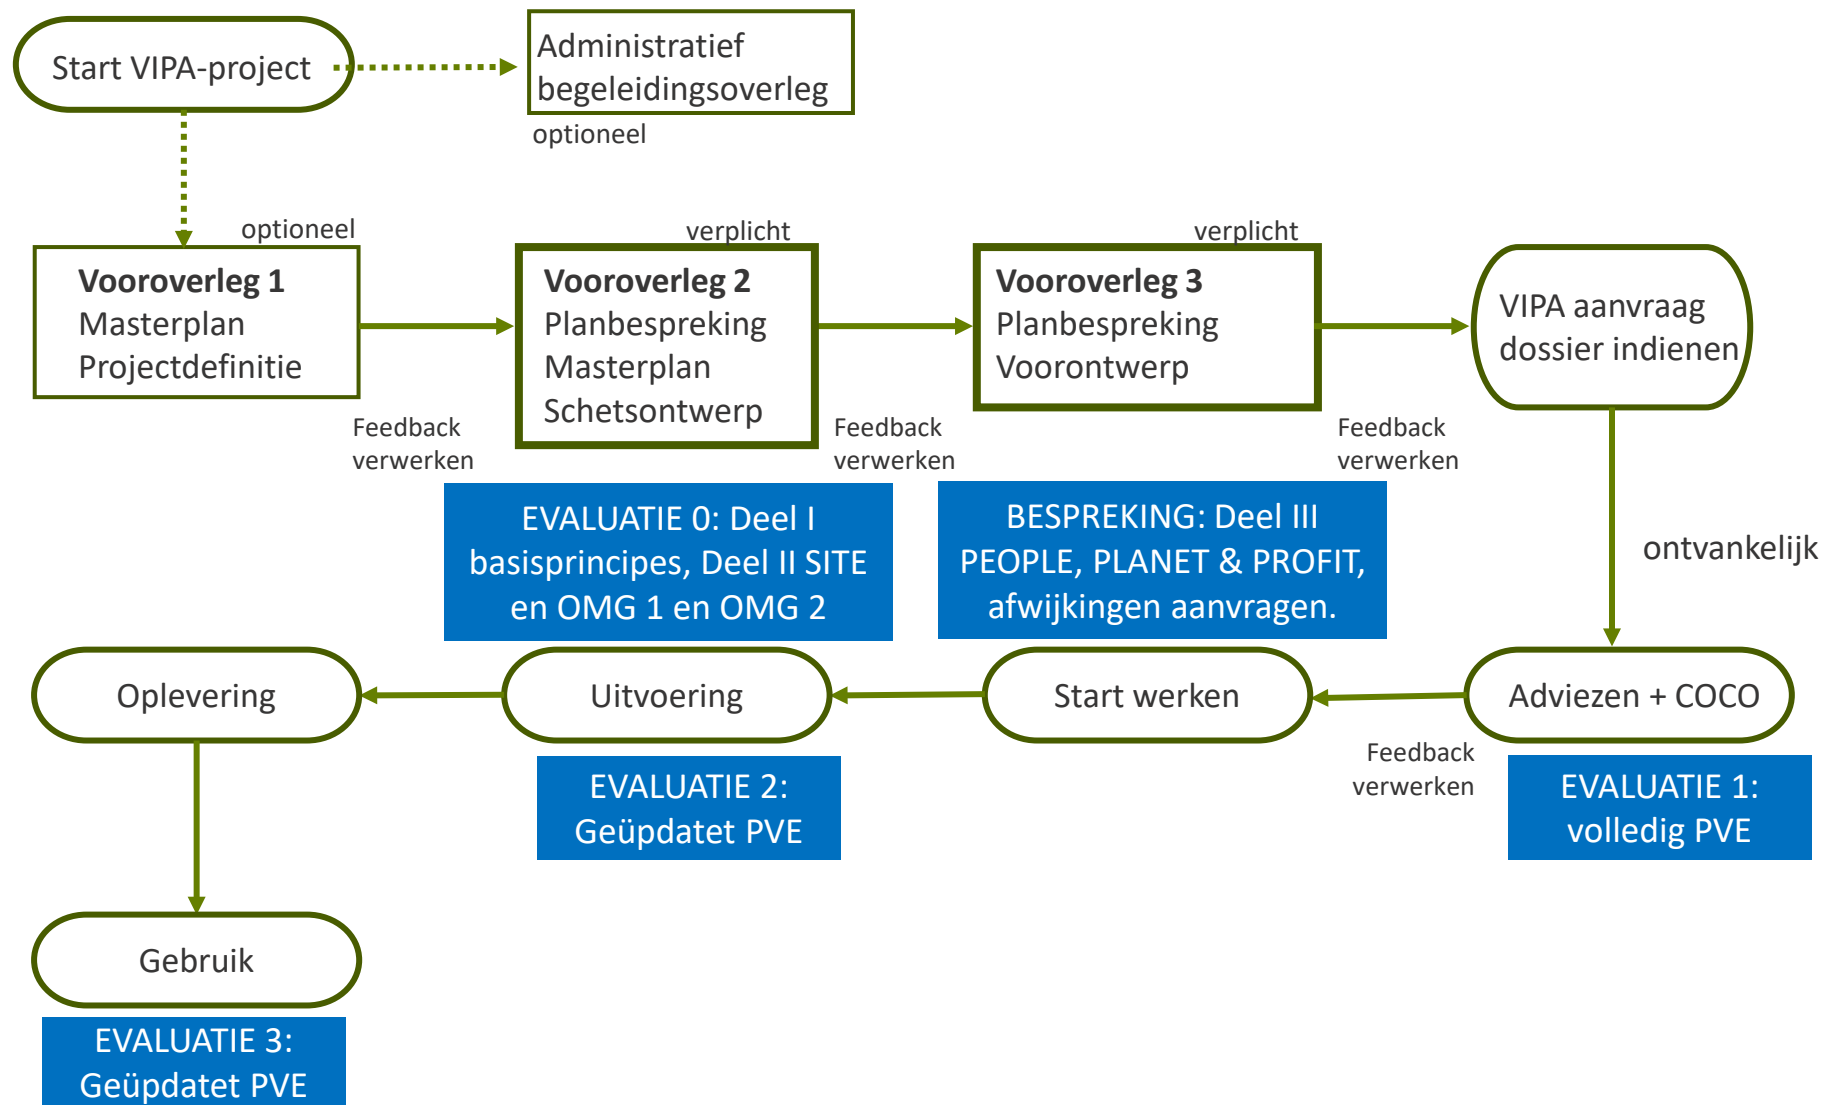 Start VIPA-project
Administratief
begeleidingsoverleg
optioneel
optioneel
Vooroverleg 1
Masterplan
Projectdefinitie
Feedback
verwerken
verplicht
Vooroverleg 2
Planbespreking
Masterplan
Schetsontwerp
Feedback
verwerken
verplicht
Vooroverleg 3
Planbespreking
Voorontwerp
Feedback
verwerken
VIPA aanvraag
dossier indienen
EVALUATIE 0: Deel I
basisprincipes, Deel II SITE
en OMG 1 en OMG 2
BESPREKING: Deel III
PEOPLE, PLANET & PROFIT,
afwijkingen aanvragen.
ontvankelijk
Adviezen + COCO
Feedback
verwerken
EVALUATIE 1:
volledig PVE
Start werken
Uitvoering
EVALUATIE 2:
Geüpdatet PVE
Oplevering
Gebruik
EVALUATIE 3:
Geüpdatet PVE